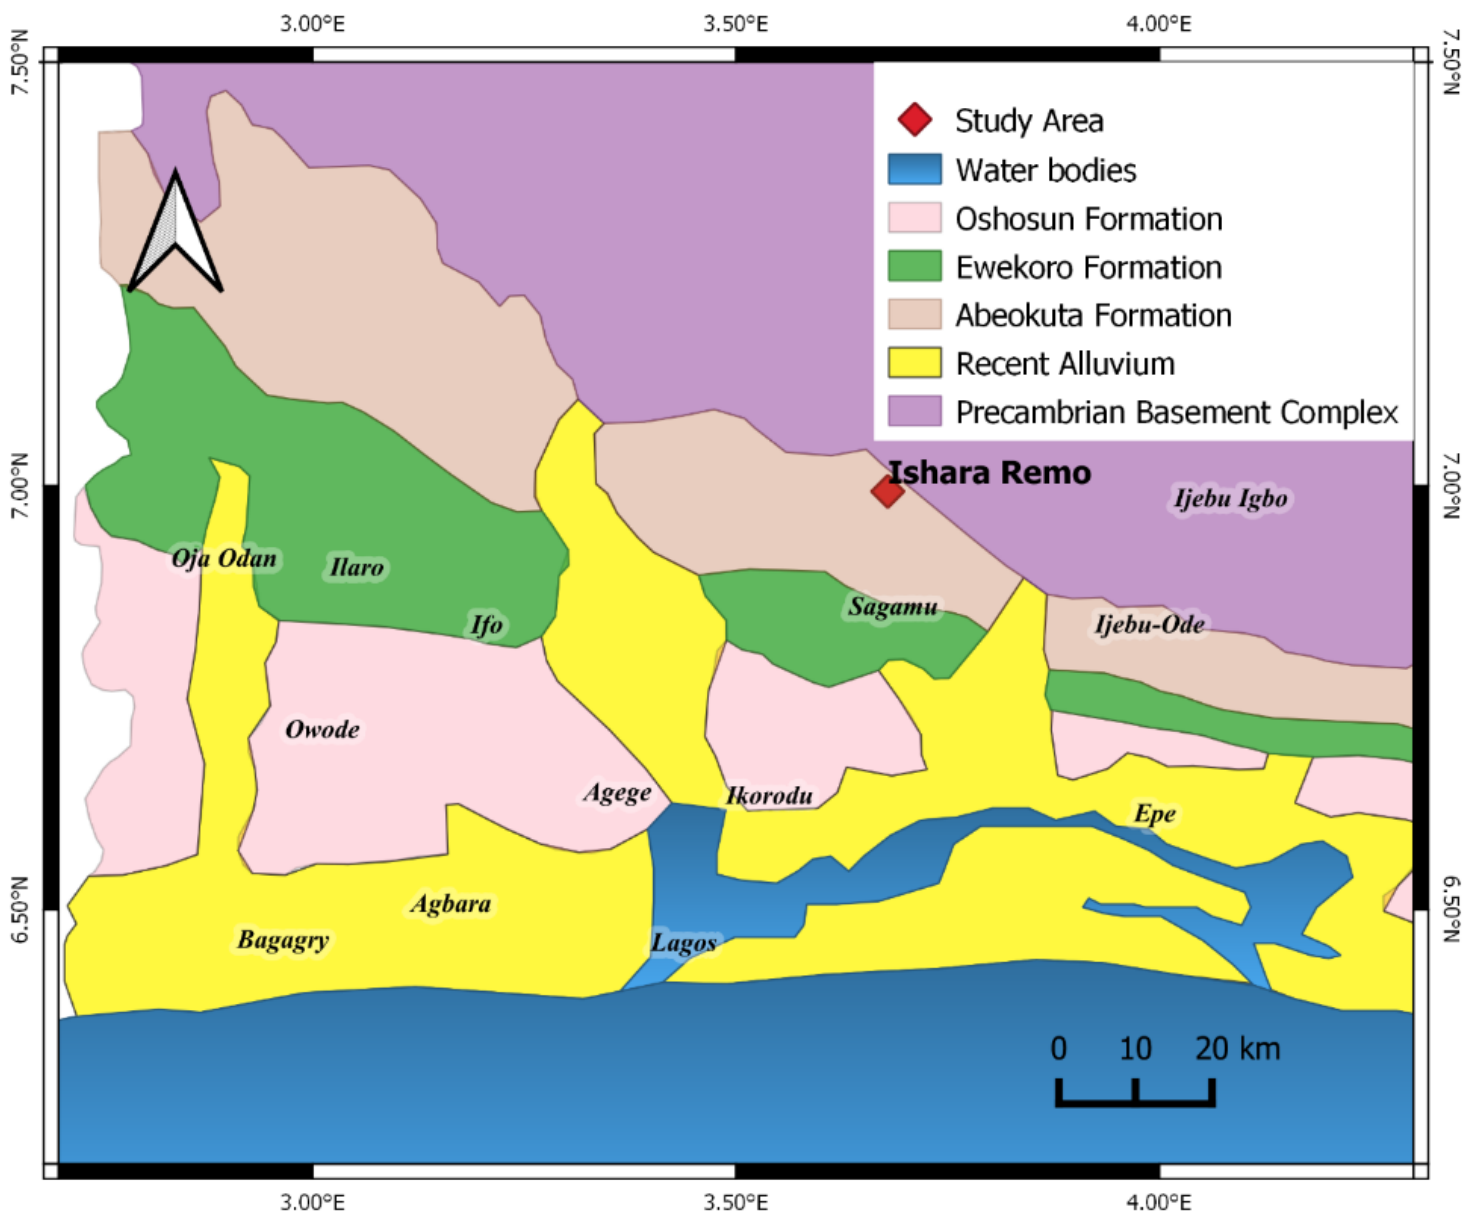 3.00°E 3.50°E 4.00°E
7.50°N
7.50°N
Study Area
Water bodies
Oshosun Formation
Ewekoro Formation
Abeokuta Formation
Recent Alluvium
Precambrian Basement Complex
7.00°N
Ishara Remo
Ijebu Igbo
7.00°N
Oja Odan
Ilaro
Ifo
Sagamu
Ijebu-Ode
Owode
Agege
Ikorodu
Epe
6.50°N
Agbara
6.50°N
Bagagry
Lagos
0 10 20 km
3.00°E 3.50°E 4.00°E